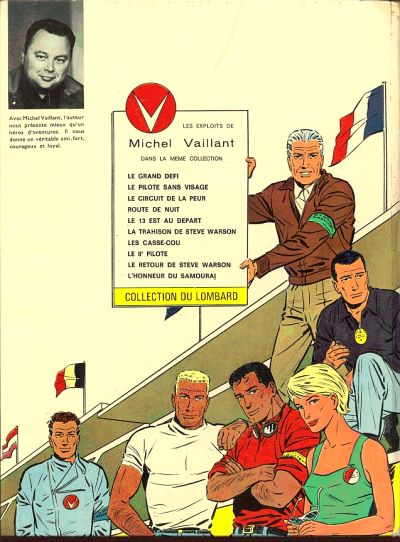 Avec Michel Vaillant, l'auteur
nous présente mieux qu'un
héros d'aventures. Il nous
donne un véritable ami, fort,
courageux et loyal.
V
LES EXPLOITS DE
Michel Vaillant
DANS LA MEME COLLECTION
LE GRAND DEFI
LE PILOTE SANS VISAGE
LE CIRCUIT DE LA PEUR
ROUTE DE NUIT
LE 13 EST AU DEPART
LA TRAHISON DE STEVE WARSON
LES CASSE-COU
LE 8e PILOTE
LE RETOUR DE STEVE WARSON
L'HONNEUR DU SAMOURAI
COLLECTION DU LOMBARD